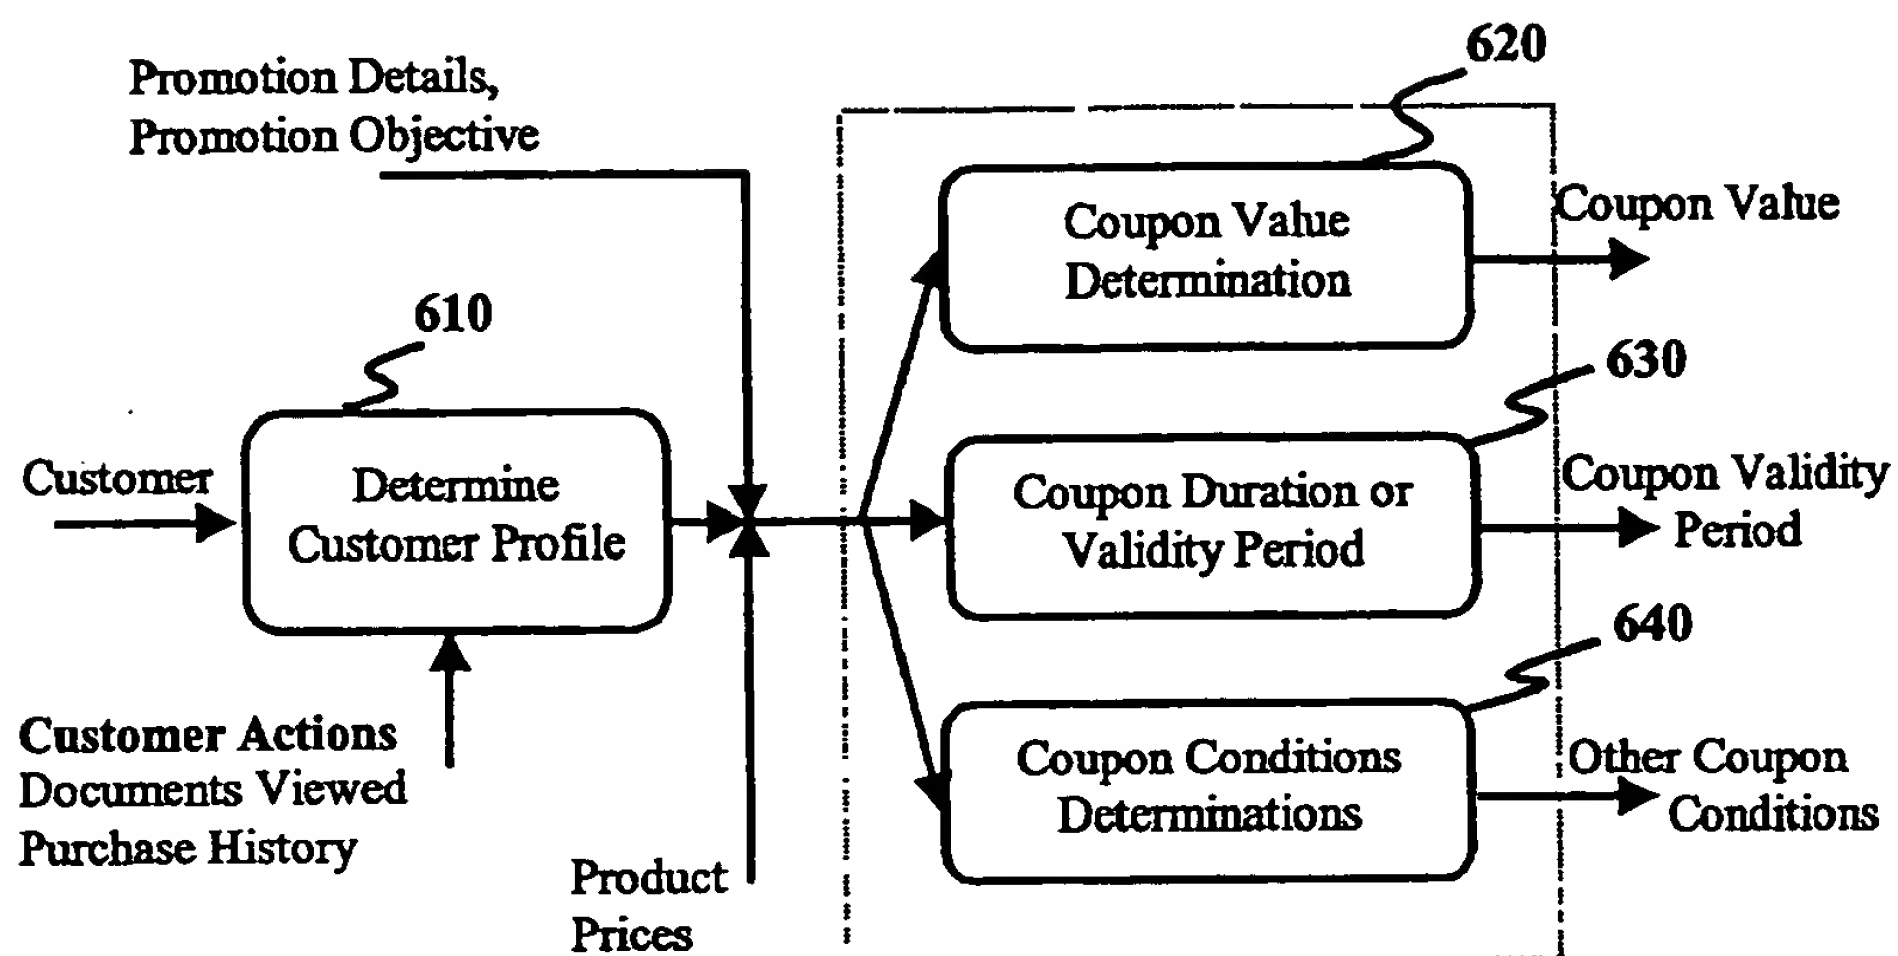 620
Promotion Details,
Promotion Objective
Coupon Value
Determination
Coupon Value
610
630
Customer
Determine
Customer Profile
Coupon Duration or
Validity Period
Coupon Validity
Period
640
Customer Actions
Documents Viewed
Purchase History
Coupon Conditions
Determinations
Other Coupon
Conditions
Product
Prices